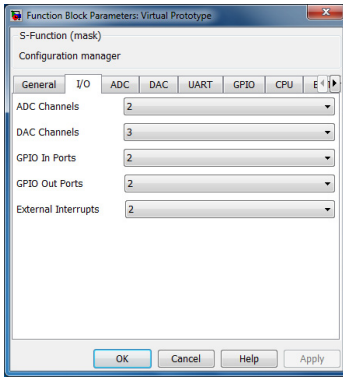 Function Block Parameters: Virtual Prototype
S-Function (mask)
Configuration manager
General I/O ADC DAC UART GPIO CPU
ADC Channels 2
DAC Channels 3
GPIO In Ports 2
GPIO Out Ports 2
External Interrupts 2
OK Cancel Help Apply